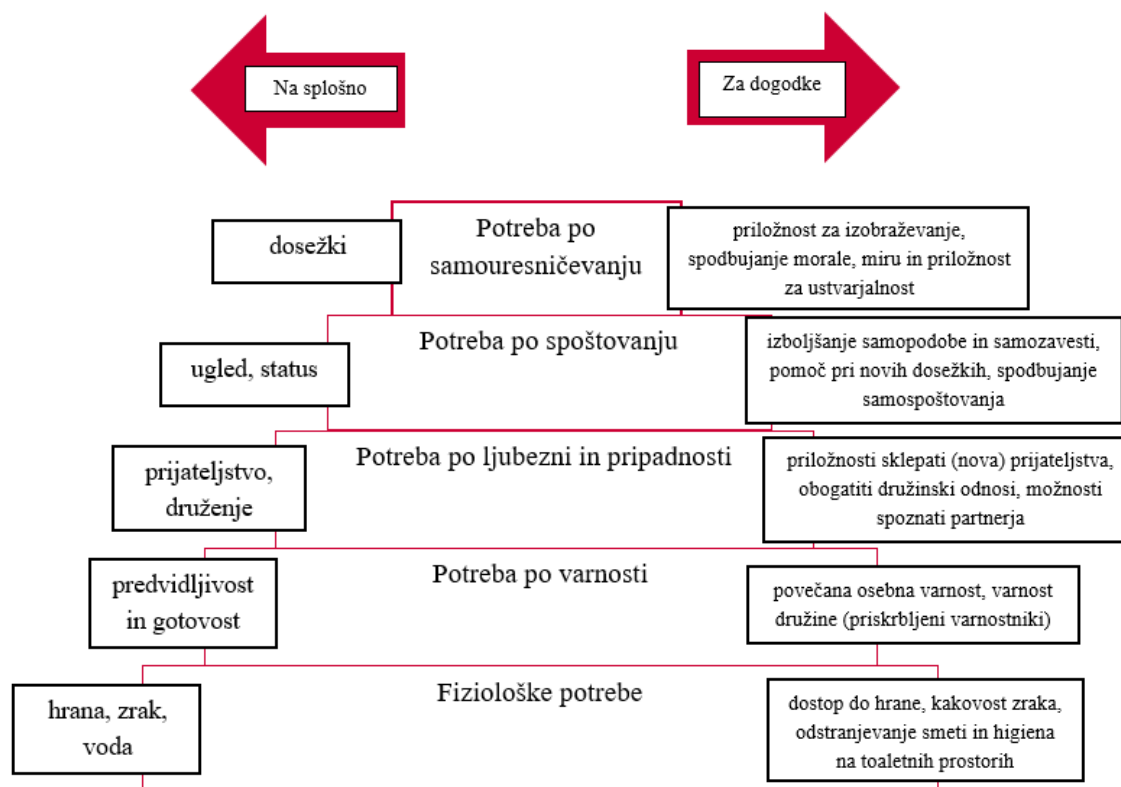 Na splošno
Za dogodke
dosežki
Potreba po
samouresničevanju
priložnost za izobraževanje,
spodbujanje morale, miru in priložnost
za ustvarjalnost
ugled, status
Potreba po spoštovanju
izboljšanje samopodobe in samozavesti,
pomoč pri novih dosežkih, spodbujanje
samospoštovanja
prijateljstvo,
druženje
Potreba po ljubezni in pripadnosti
priložnosti sklepati (nova) prijateljstva,
obogatiti družinski odnosi, možnosti
spoznati partnerja
predvidljivost
in gotovost
Potreba po varnosti
povečana osebna varnost, varnost
družine (priskrbljeni varnostniki)
hrana, zrak,
voda
Fiziološke potrebe
dostop do hrane, kakovost zraka,
odstranjevanje smeti in higiena
na toaletnih prostorih